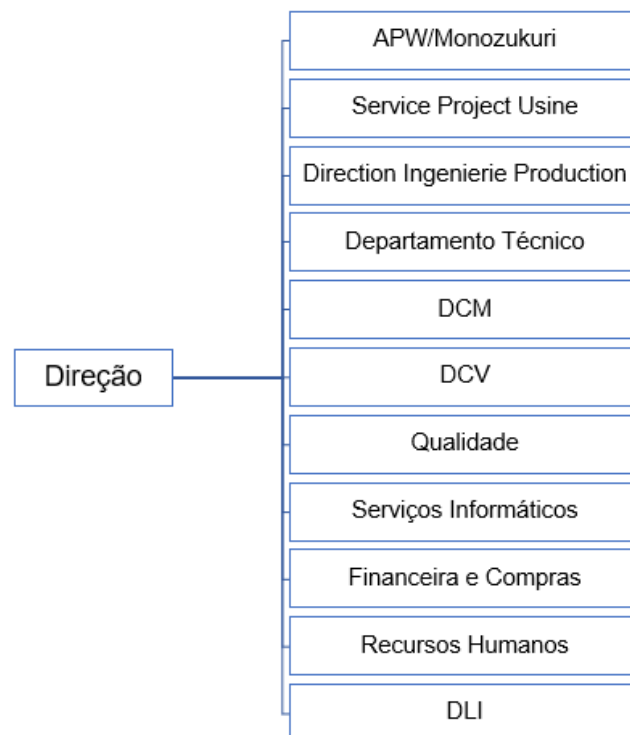 APW/Monozukuri
Service Project Usine
Direction Ingenierie Production
Departamento Técnico
DCM
Direção
DCV
Qualidade
Serviços Informáticos
Financeira e Compras
Recursos Humanos
DLI